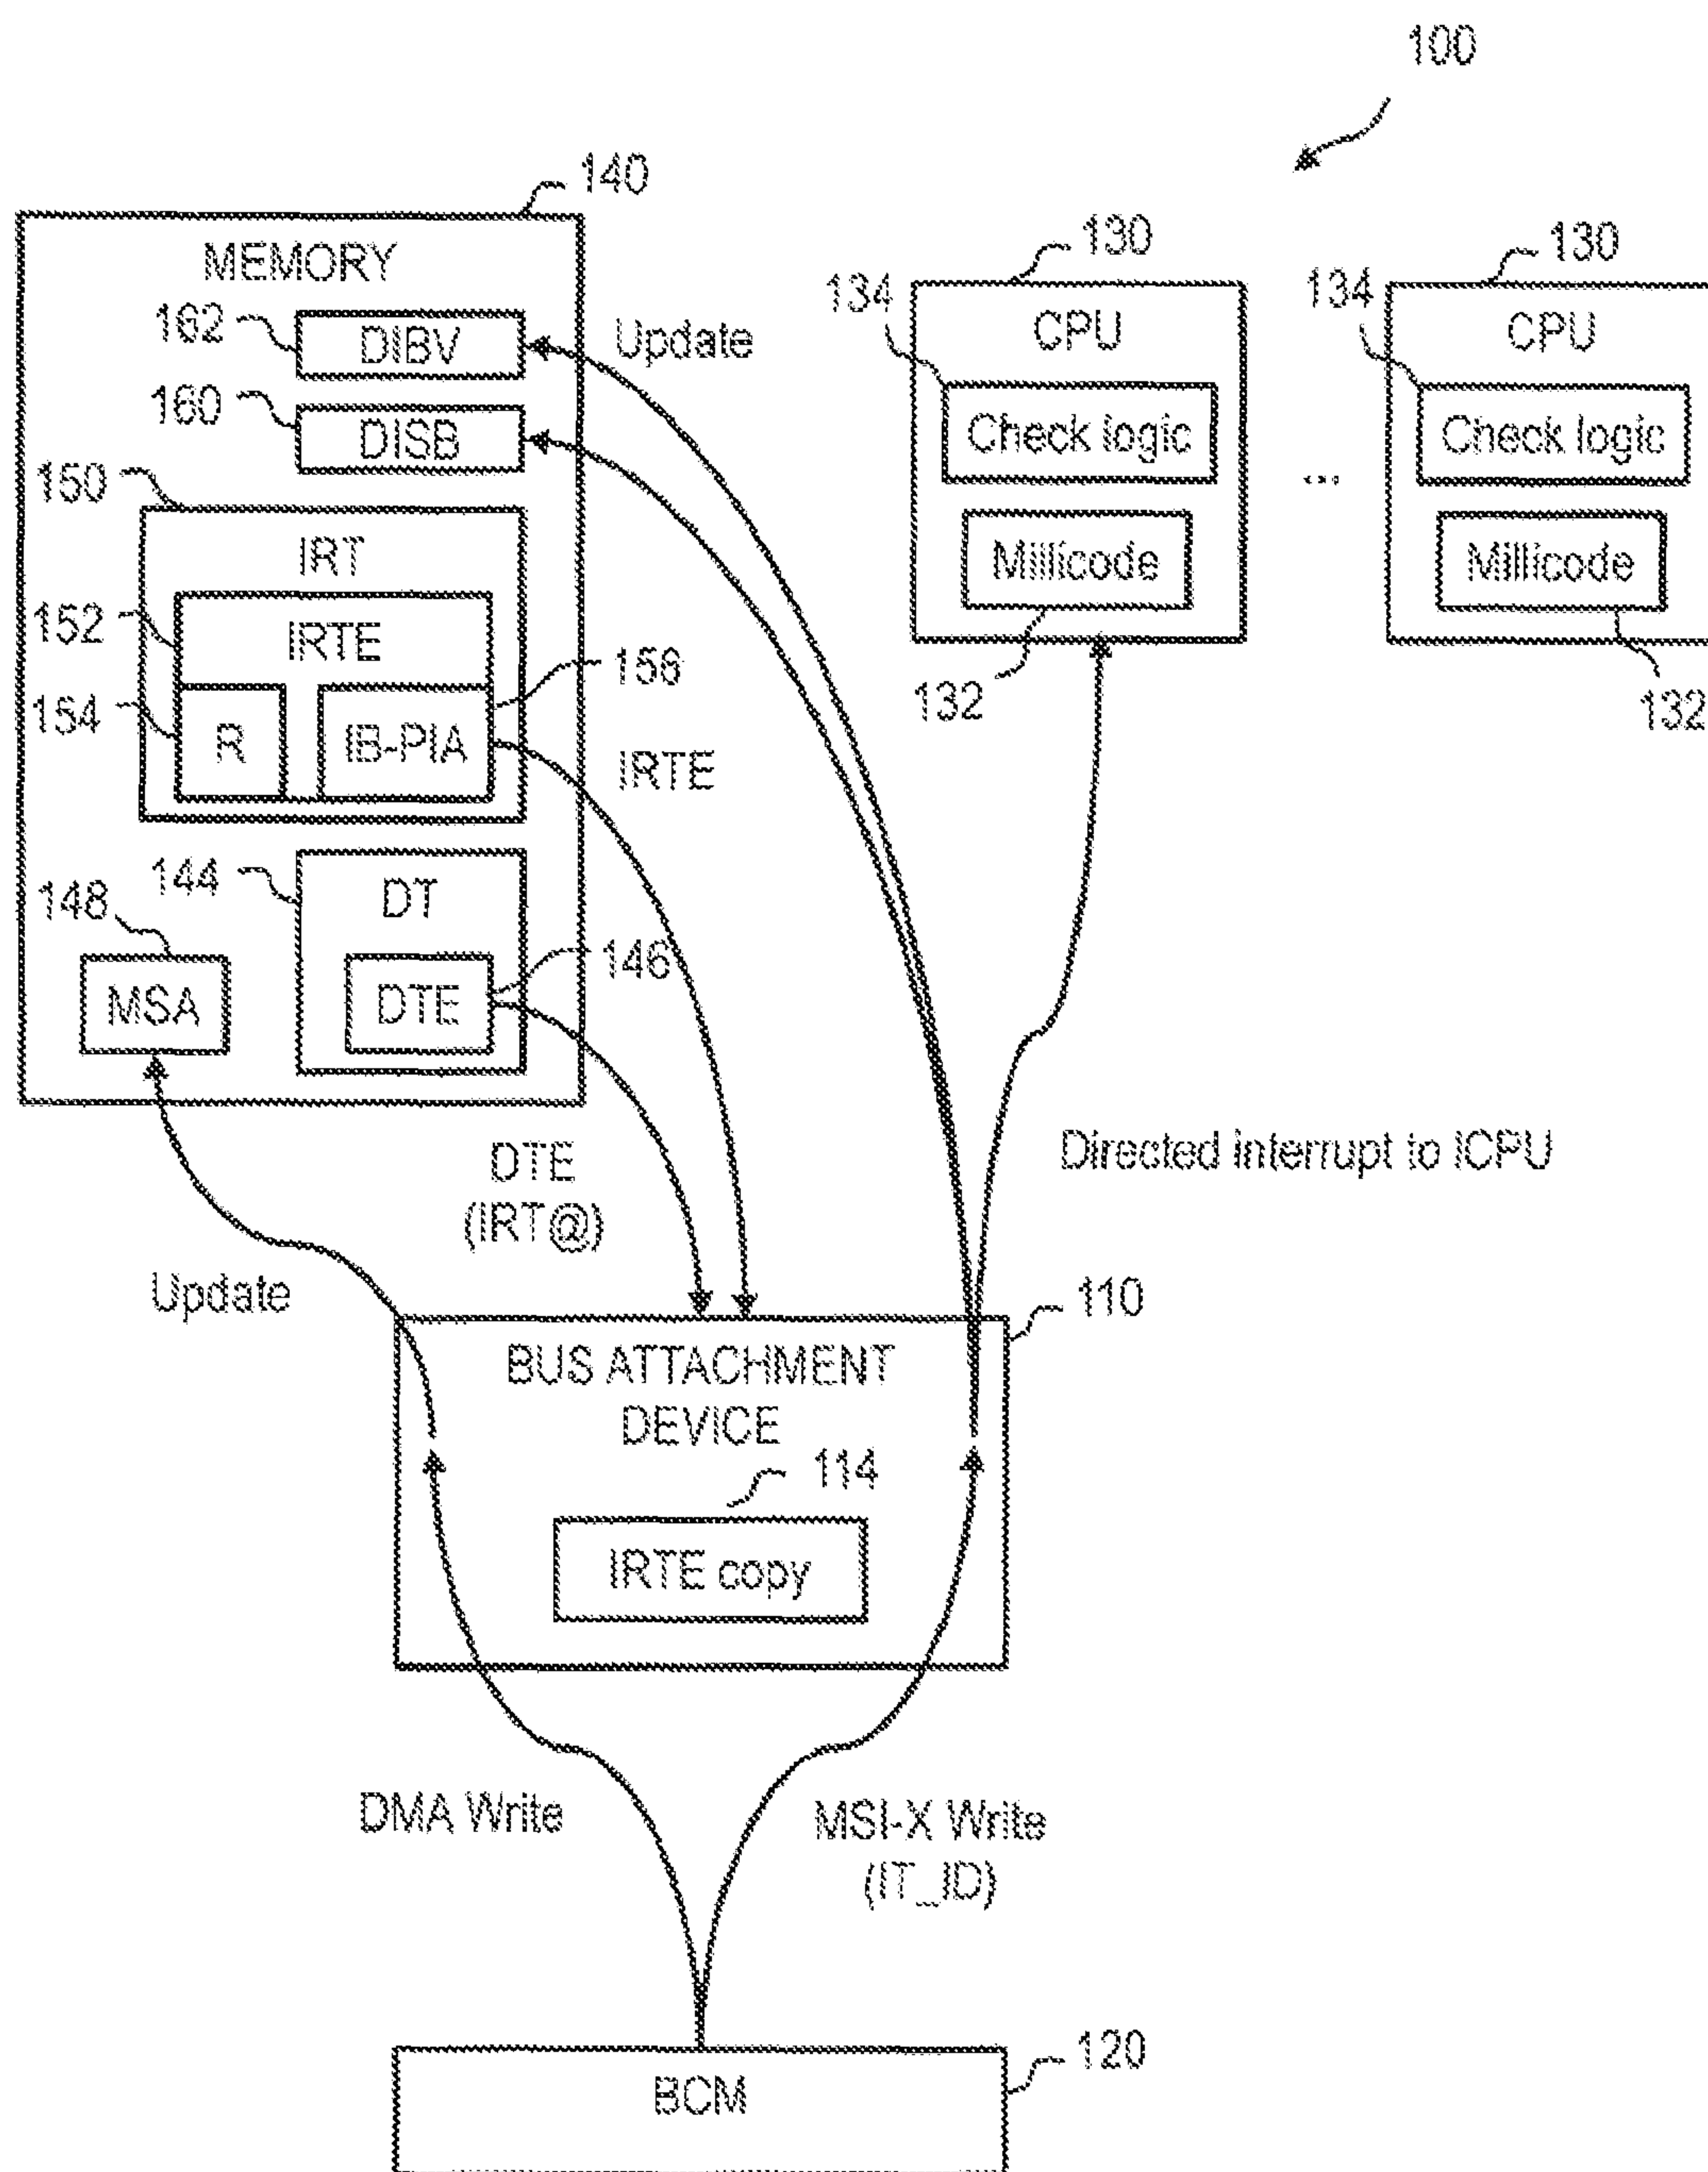 100
140
MEMORY
162
DIBV
Update
160
DISB
150
IRT
152
IRTE
154
R
IB-PIA
156
IRTE
144
DT
148
MSA
146
DTE
130
134
CPU
Check logic
Millicode
132
...
130
134
CPU
Check logic
Millicode
132
DTE
(IRT@)
Directed interrupt to ICPU
Update
110
BUS ATTACHMENT
DEVICE
114
IRTE copy
DMA Write
MSI-X Write
(IT_ID)
120
BCM